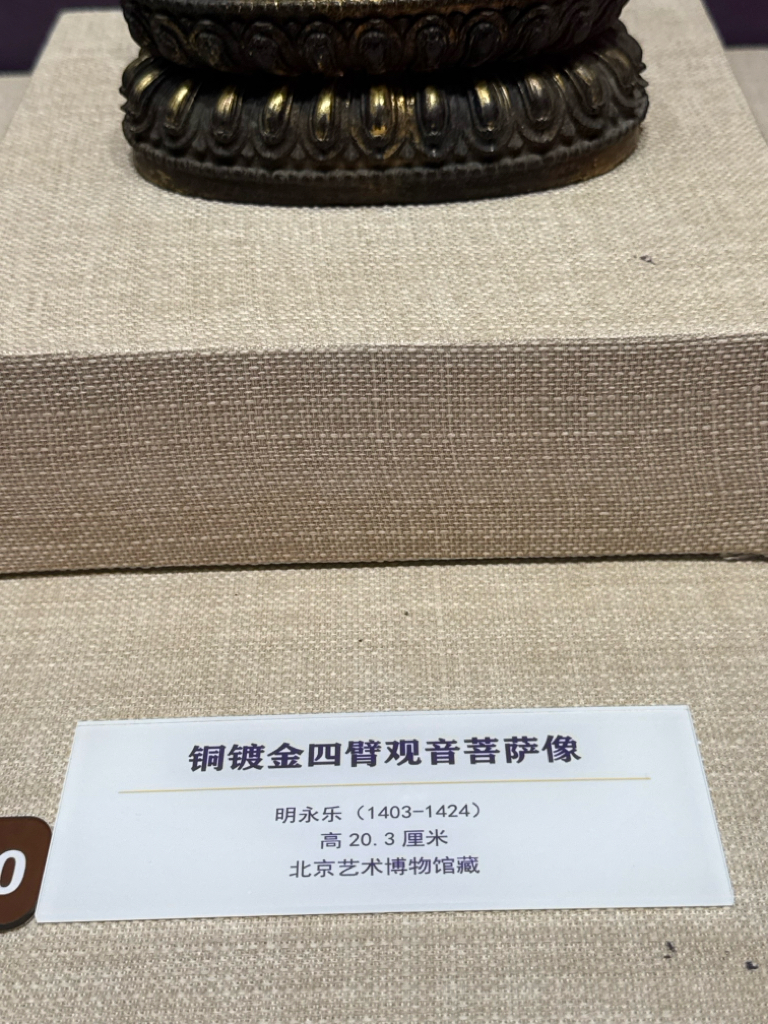 铜镀金四臂观音菩萨像
明永乐（1403-1424）
高 20.3 厘米
北京艺术博物馆藏
0